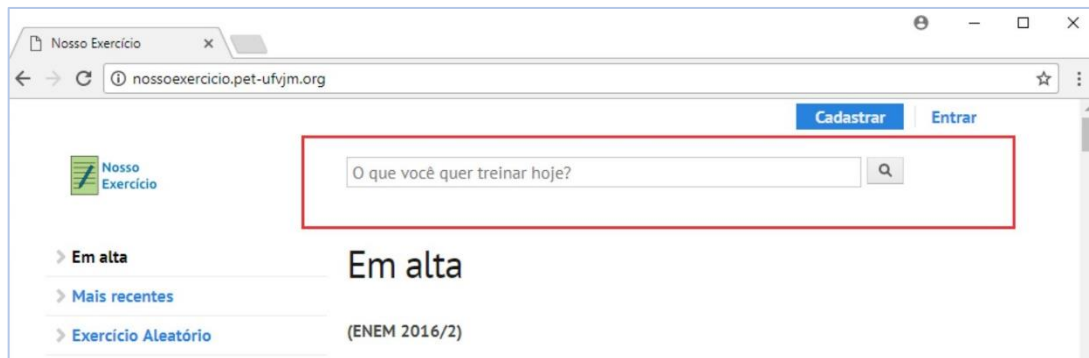 Nosso Exercício
nossoexercicio.pet-ufvjm.org
Cadastrar Entrar
Nosso
Exercício
O que você quer treinar hoje?
Em alta
Mais recentes
Exercício Aleatório
Em alta
(ENEM 2016/2)